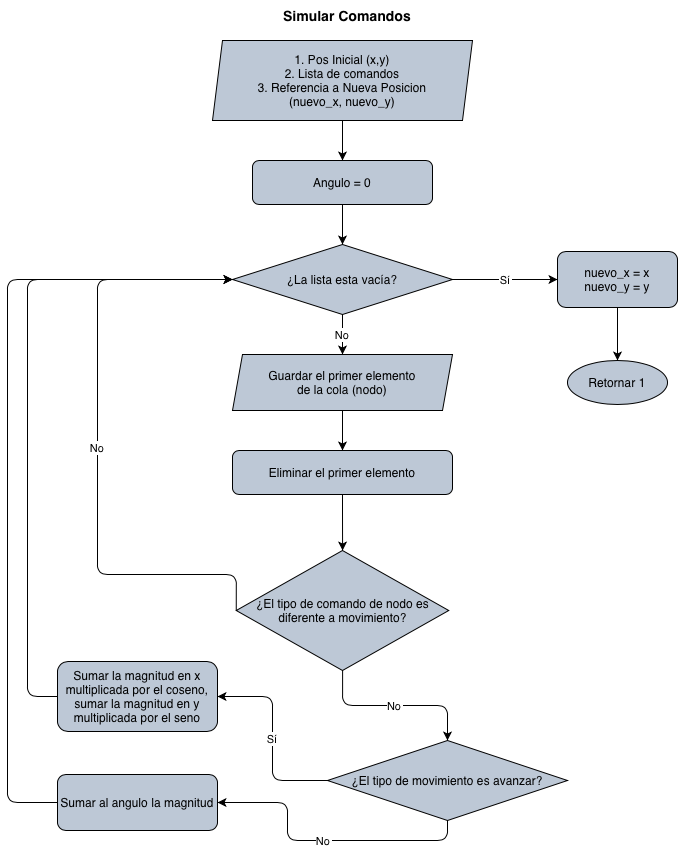 Simular Comandos
1. Pos Inicial (x,y)
2. Lista de comandos
3. Referencia a Nueva Posicion
(nuevo_x, nuevo_y)
Angulo = 0
¿La lista esta vacía?
Sí
nuevo_x = x
nuevo_y = y
Retornar 1
No
Guardar el primer elemento
de la cola (nodo)
Eliminar el primer elemento
No
¿El tipo de comando de nodo es
diferente a movimiento?
No
Sumar la magnitud en x
multiplicada por el coseno,
sumar la magnitud en y
multiplicada por el seno
Sí
¿El tipo de movimiento es avanzar?
Sumar al angulo la magnitud
No